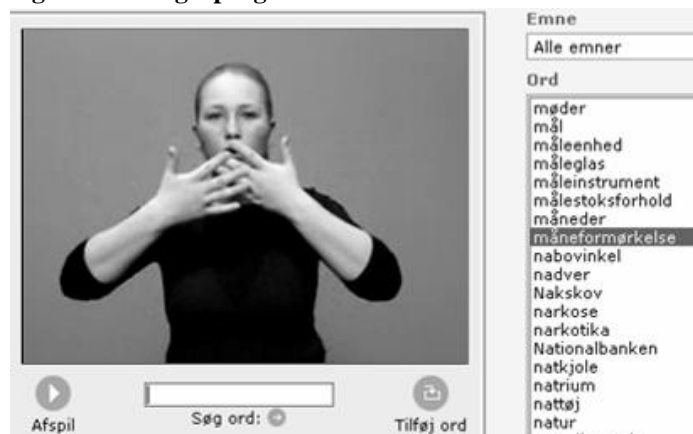 Emne
Alle emner
Ord
møder
mål
måleenhed
måleglas
måleinstrument
målestoksforhold
måneder
måneformørkelse
nabovinkel
nadver
Nakskov
narkose
narkotika
Nationalbanken
natkjole
natrium
nattøj
natur
Afspil
Søg ord:
Tilføj ord